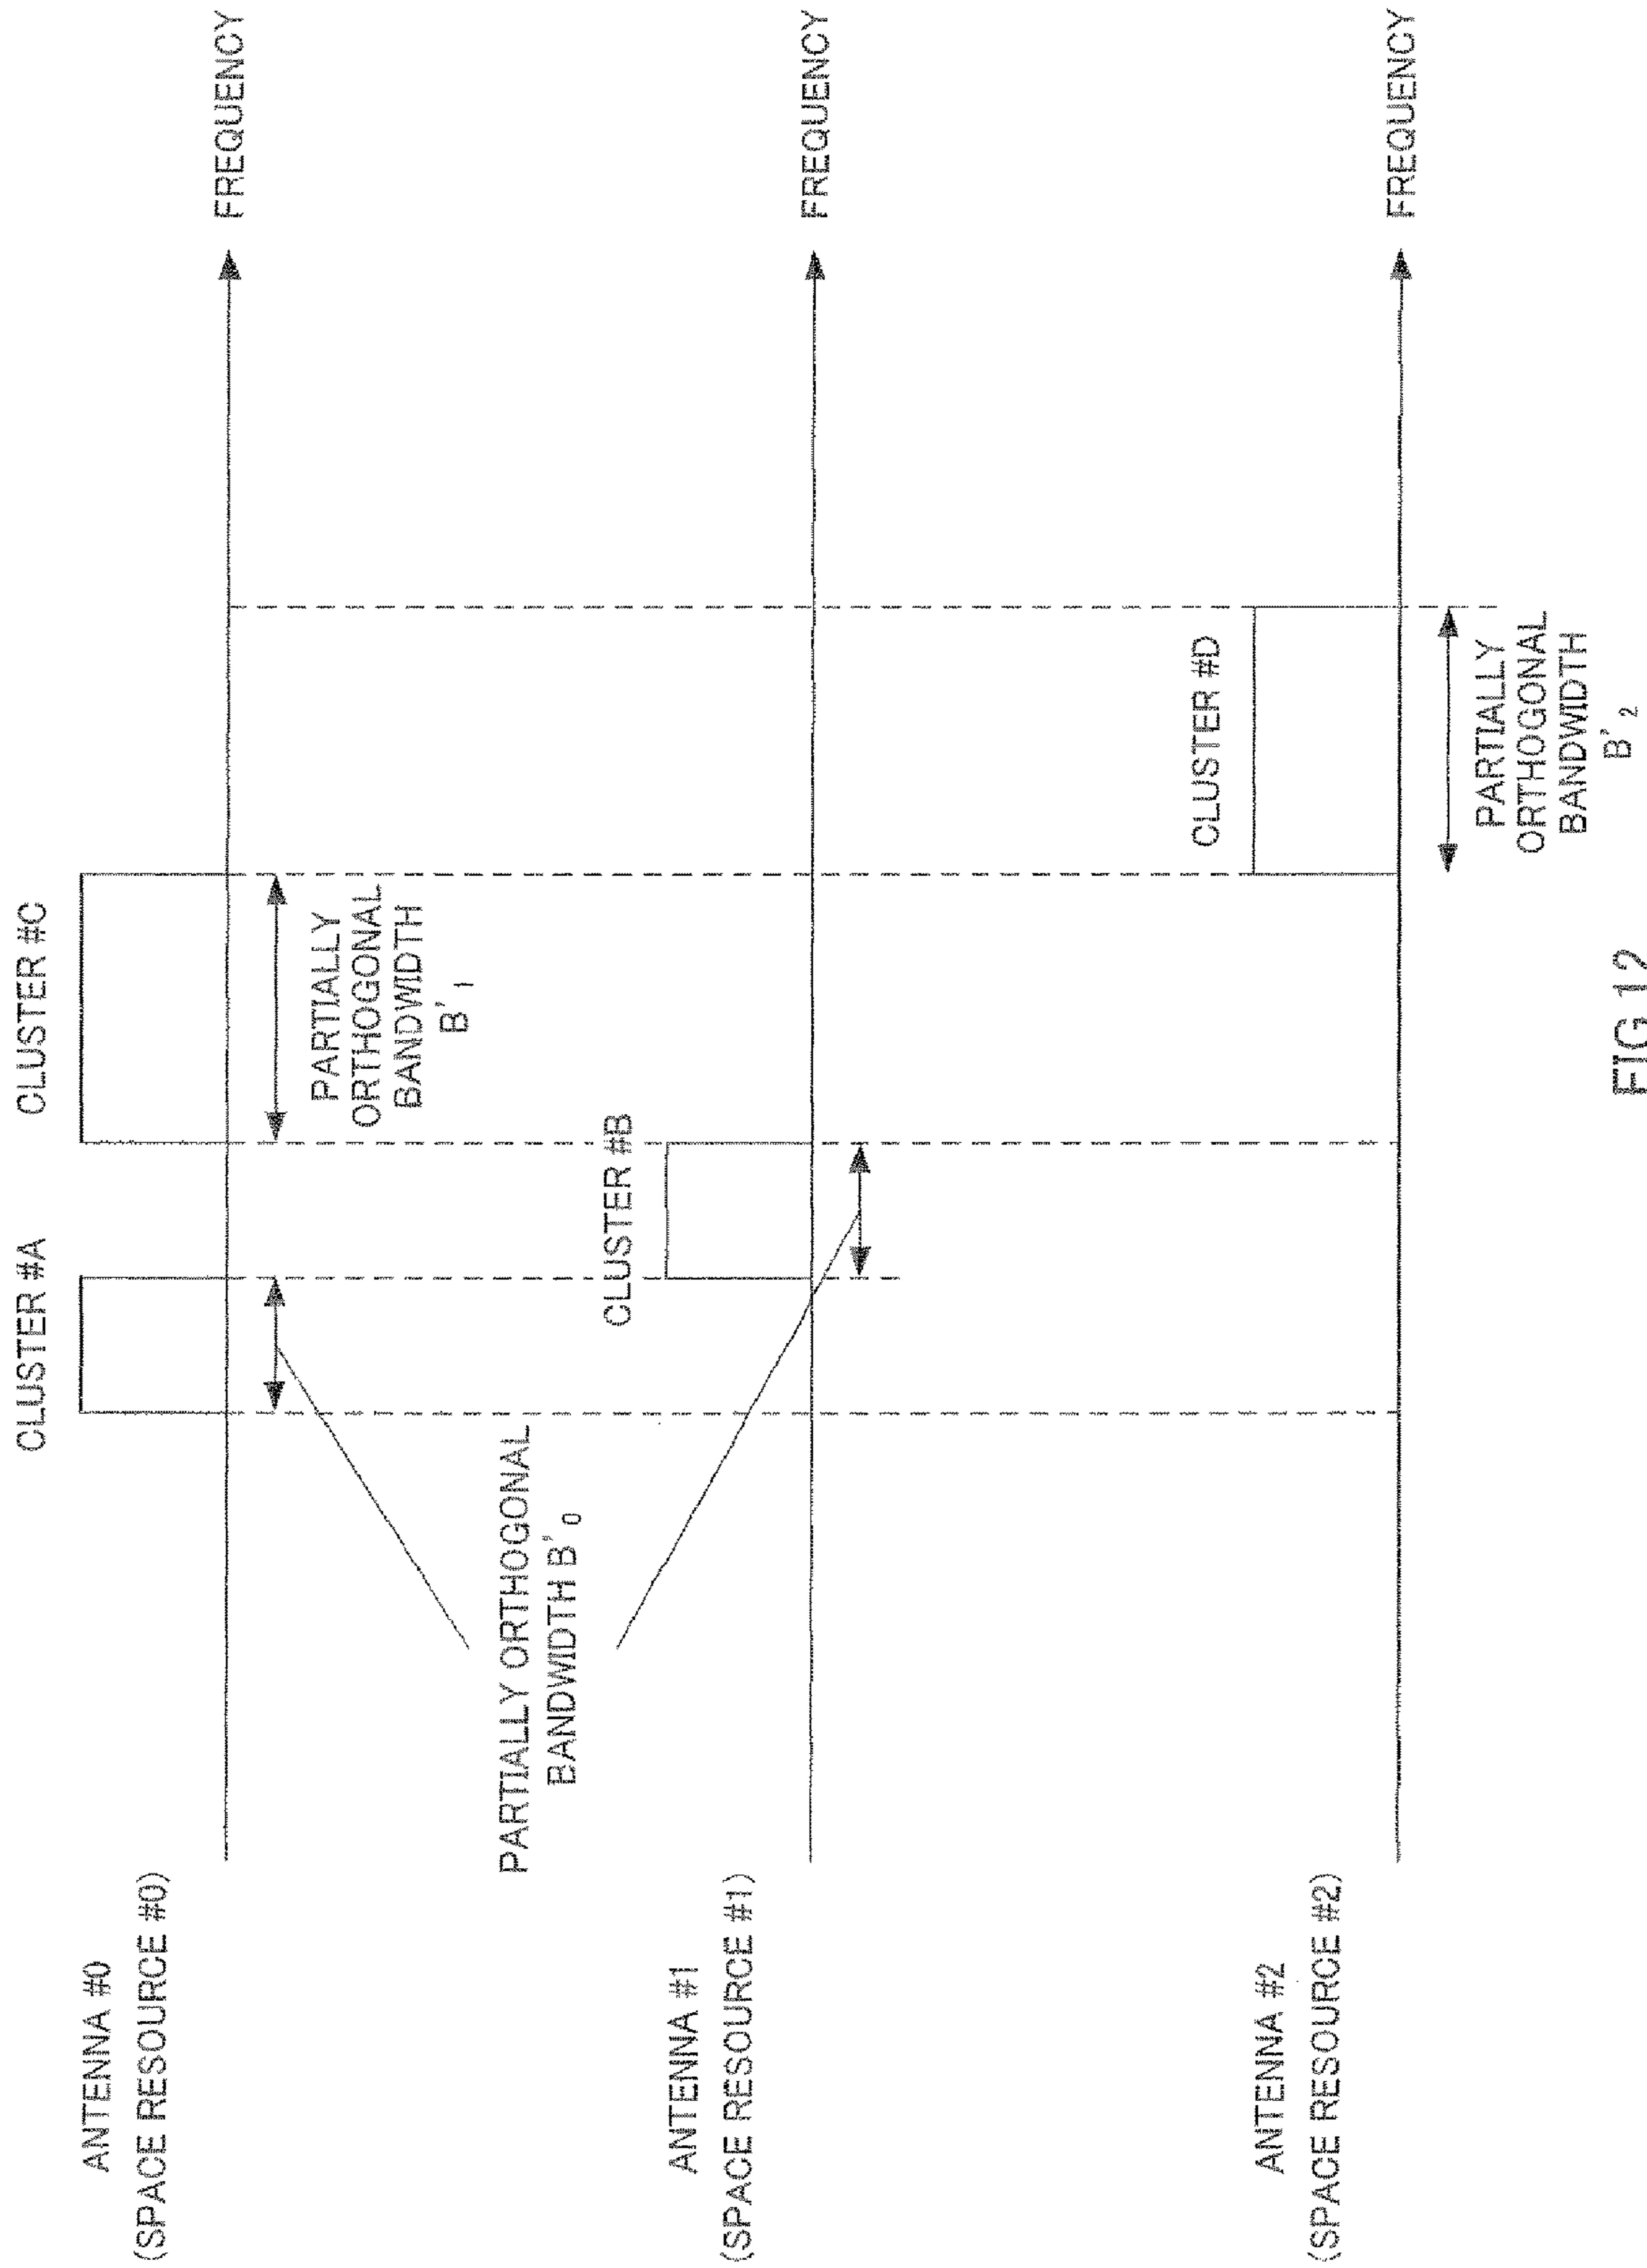 CLUSTER #A
CLUSTER #C
ANTENNA #0
(SPACE RESOURCE #0)
FREQUENCY
PARTIALLY
ORTHOGONAL
BANDWIDTH
B'1
PARTIALLY ORTHOGONAL
BANDWIDTH B'0
CLUSTER #B
ANTENNA #1
(SPACE RESOURCE #1)
FREQUENCY
CLUSTER #D
ANTENNA #2
(SPACE RESOURCE #2)
FREQUENCY
PARTIALLY
ORTHOGONAL
BANDWIDTH
B'2
FIG.12